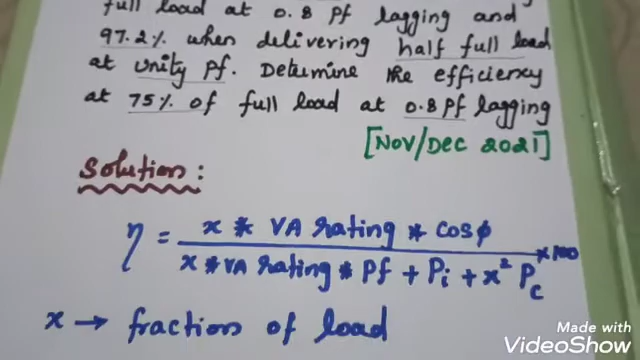 full load at 0.8 pf lagging and
97.2% when delivering half full load
at unity pf. Determine the efficiency
at 75% of full load at 0.8 pf lagging
[NOV/DEC 2021]
Solution:
η = x * VA rating * cosϕ
x * VA rating * Pf + Pi + x² Pc × 100
x → fraction of load
Made with
VideoShow